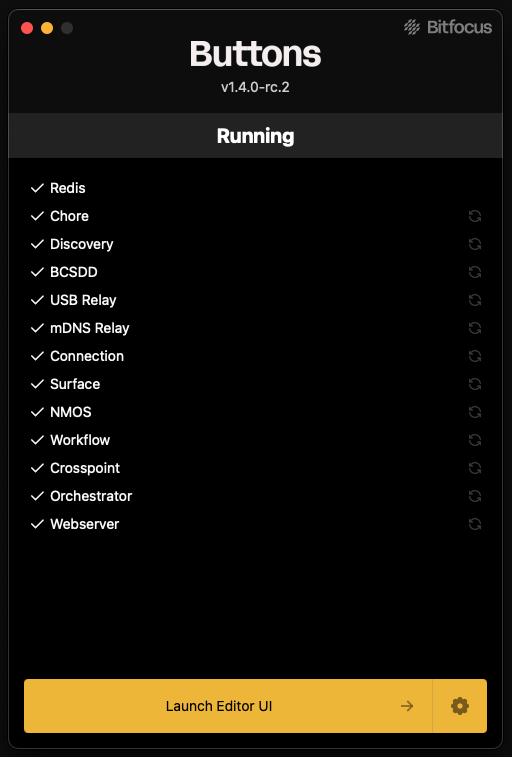 Bitfocus
Buttons
v1.4.0-rc.2
Running
Redis
Chore
Discovery
BCSDD
USB Relay
mDNS Relay
Connection
Surface
NMOS
Workflow
Crosspoint
Orchestrator
Webserver
Launch Editor UI